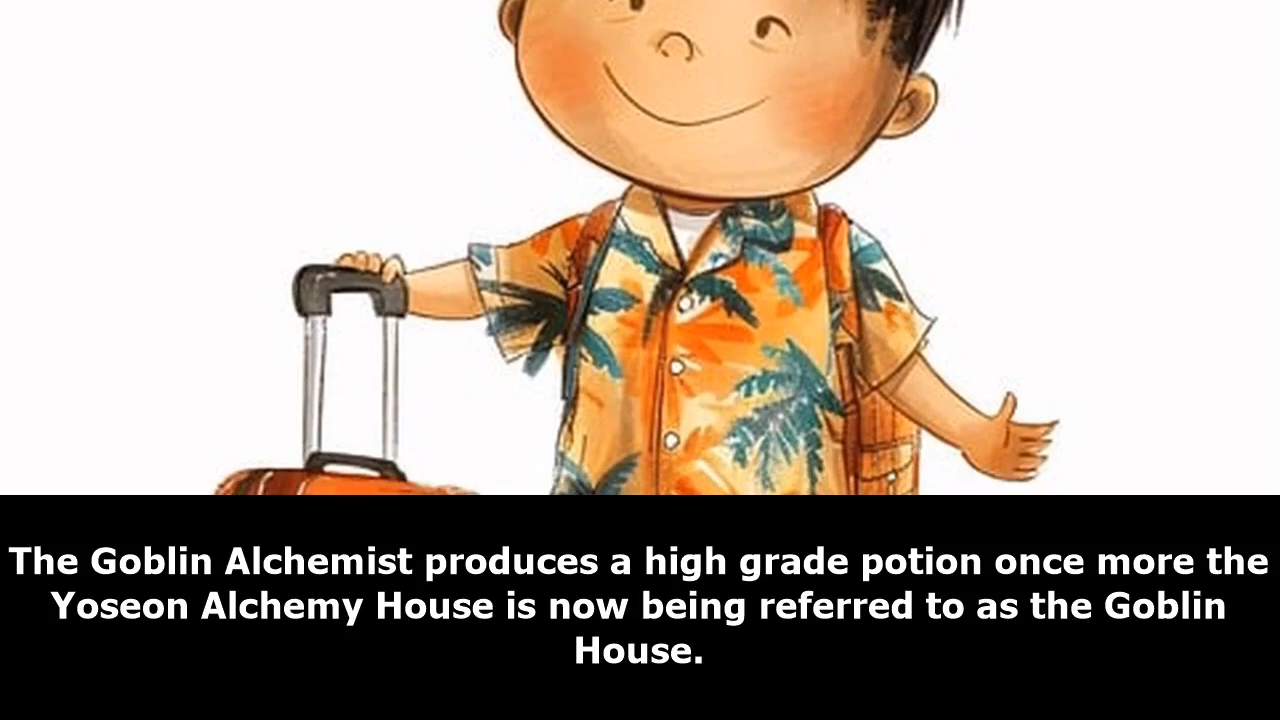 The Goblin Alchemist produces a high grade potion once more the
Yoseon Alchemy House is now being referred to as the Goblin
House.